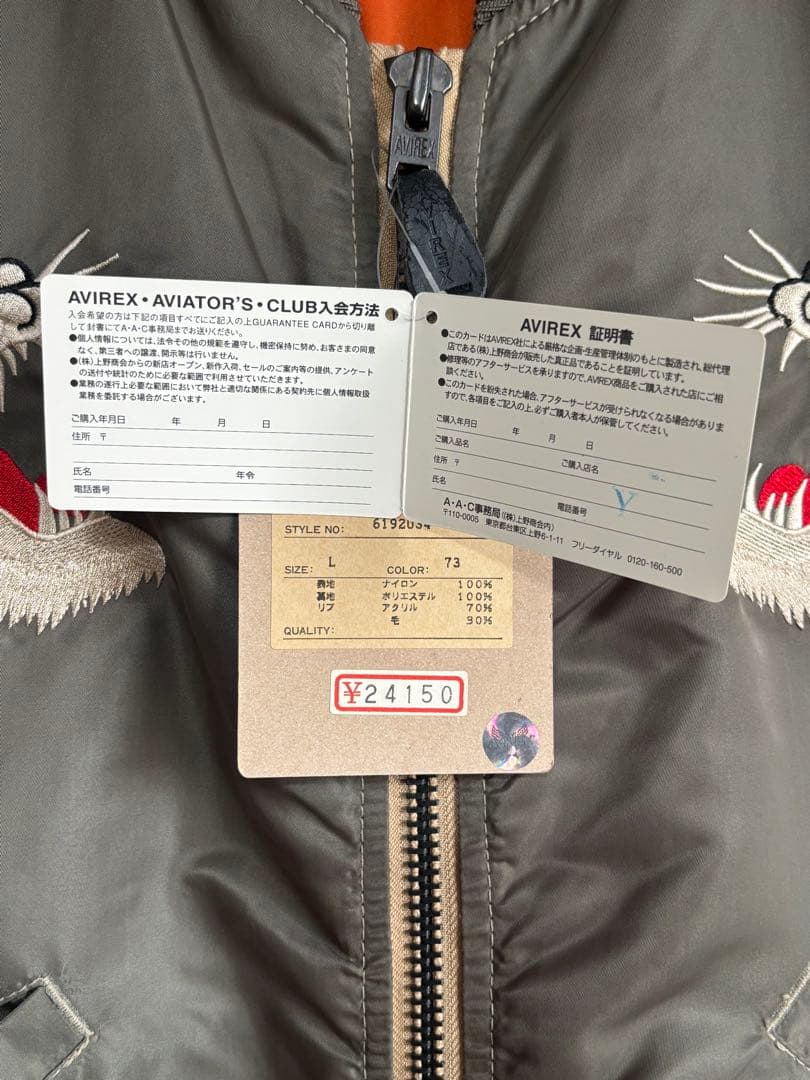 AVIREX
AVIREX
AVIREX・AVIATOR'S・CLUB入会方法
入会希望の方は下記の項目すべてにご記入の上GUARANTEE CARDから切り離
して封書にてA・A・C事務局までお送りください。
●個人情報については、法令その他の規範を遵守し、機密保持に努め、お客さまの同意
なく、第三者への譲渡、開示等は行いません。
●(株)上野商会からの新店オープン、新作入荷、セールのご案内等の提供、アンケート
の送付や統計のために必要な範囲で利用させていただきます。
●業務の遂行上必要な範囲において弊社と適切な関係にある契約先に個人情報取扱
業務を委託する場合がございます。
ご購入年月日 年 月 日
住所 〒
氏名 年令
電話番号
AVIREX 証明書
●このカードはAVIREX社による厳格な企画・生産管理体制のもとに製造され、総代理
店である(株)上野商会が販売した真正品であることを証明しています。
●修理等のアフターサービスを承りますので、AVIREX商品をご購入された店にご相
談ください。
●このカードを紛失された場合、アフターサービスが受けられなくなる場合がありま
すので、各項目をご記入の上、必ずご購入者本人が保管してください。
ご購入年月日 年 月 日
ご購入品名 ご購入店名
住所 〒
氏名 電話番号
A・A・C事務局((株)上野商会内)
〒110-0005 東京都台東区上野6-1-11 フリーダイヤル 0120-160-500
STYLE NO: 6192034
SIZE: L COLOR: 73
表地 ナイロン 100%
裏地 ポリエステル 100%
リブ アクリル 70%
毛 30%
QUALITY:
¥24150